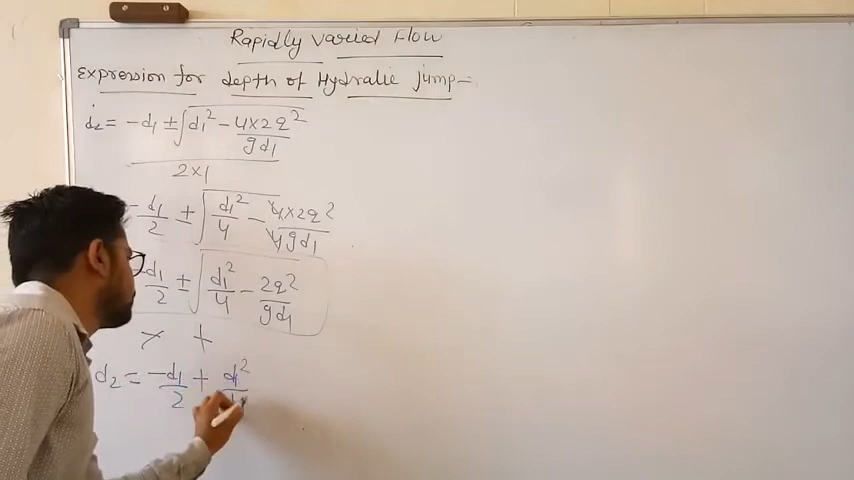 Rapidly varied Flow
Expression for depth of Hydralic jump -
d₂ = -d₁ ± √(d₁² - 4×2q²/gd₁)
2×1
-d₁/2 ± √(d₁²/4 - 4×2q²/4gd₁)
-d₁/2 ± √(d₁²/4 - 2q²/gd₁)
- +
d₂ = -d₁/2 + d₁²